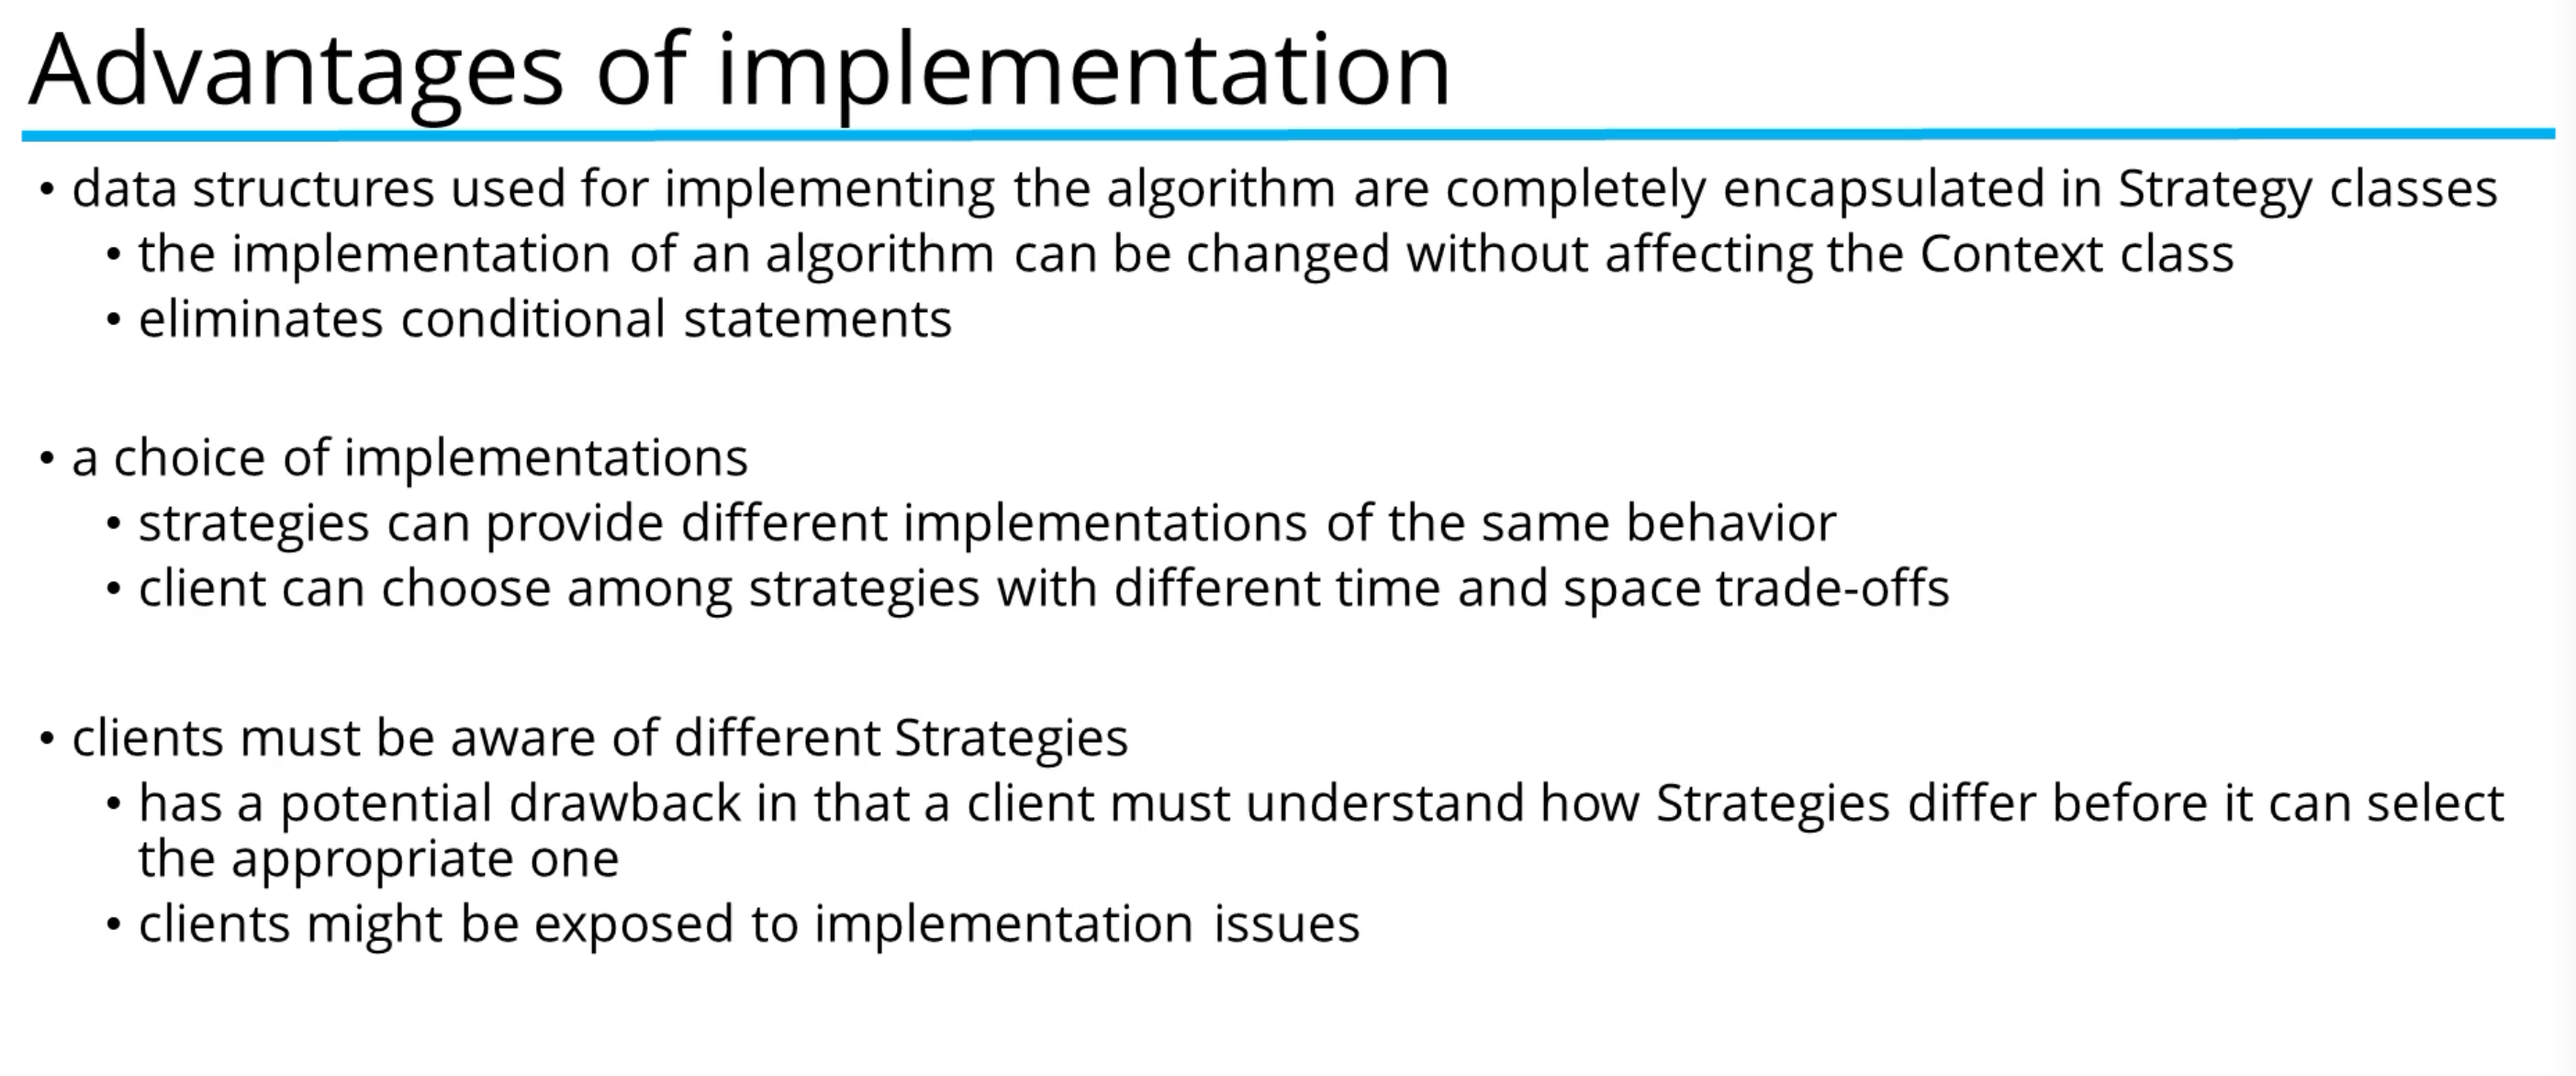 Advantages of implementation
• data structures used for implementing the algorithm are completely encapsulated in Strategy classes
• the implementation of an algorithm can be changed without affecting the Context class
• eliminates conditional statements
• a choice of implementations
• strategies can provide different implementations of the same behavior
• client can choose among strategies with different time and space trade-offs
• clients must be aware of different Strategies
• has a potential drawback in that a client must understand how Strategies differ before it can select
the appropriate one
• clients might be exposed to implementation issues